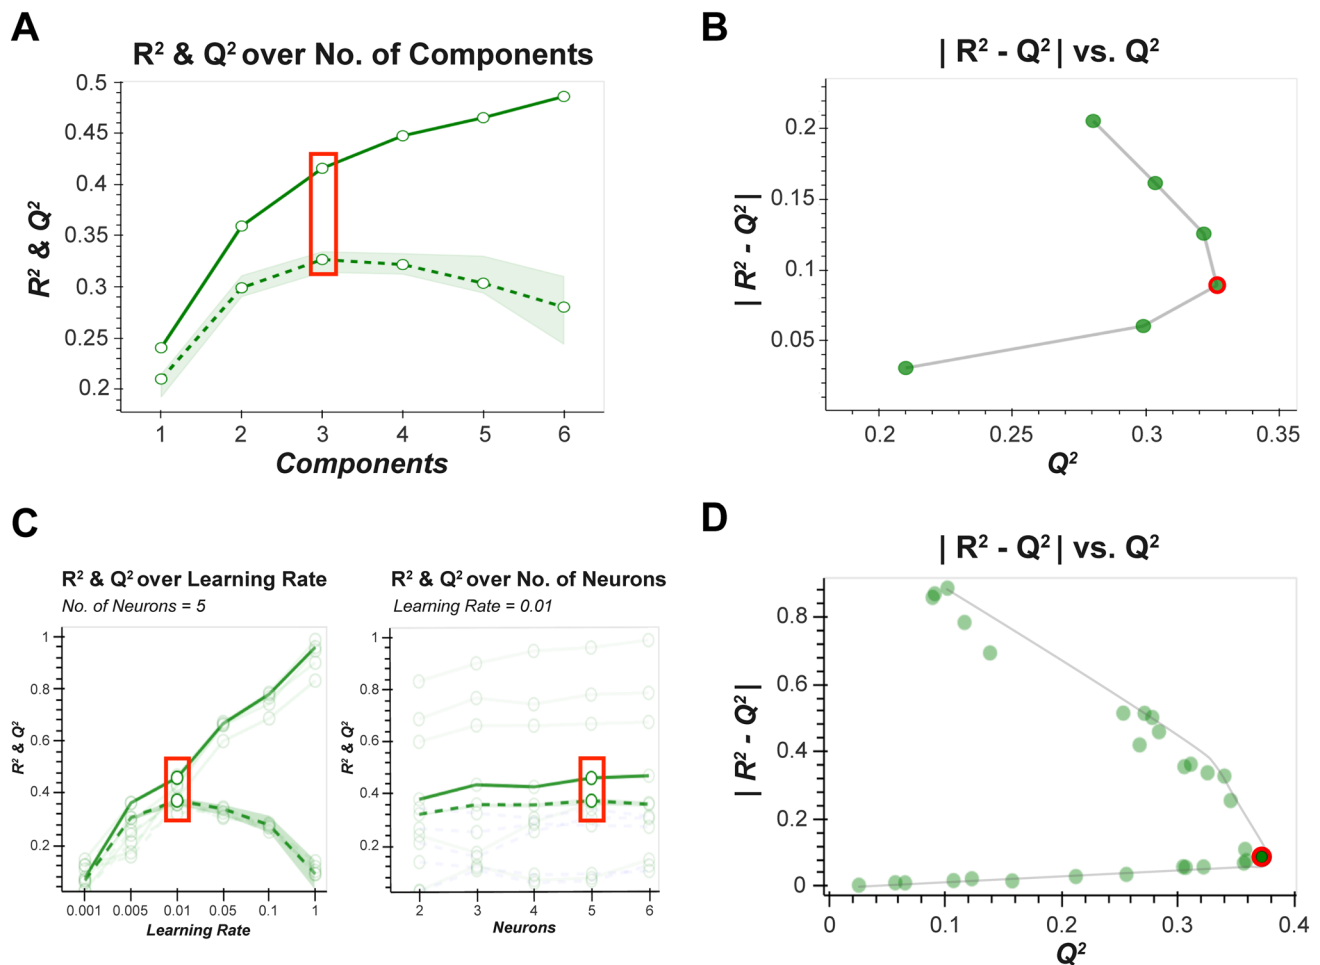 A
R² & Q² over No. of Components
0.5
0.45
0.4
0.35
0.3
0.25
0.2
R² & Q²
1 2 3 4 5 6
Components
B
| R² - Q² | vs. Q²
0.2
0.15
0.1
0.05
| R² - Q² |
0.2 0.25 0.3 0.35
Q²
C
R² & Q² over Learning Rate
No. of Neurons = 5
1
0.8
0.6
0.4
0.2
R² & Q²
0.001 0.005 0.01 0.05 0.1 1
Learning Rate
R² & Q² over No. of Neurons
Learning Rate = 0.01
1
0.8
0.6
0.4
0.2
R² & Q²
2 3 4 5 6
Neurons
D
| R² - Q² | vs. Q²
0.8
0.6
0.4
0.2
0
| R² - Q² |
0 0.1 0.2 0.3 0.4
Q²